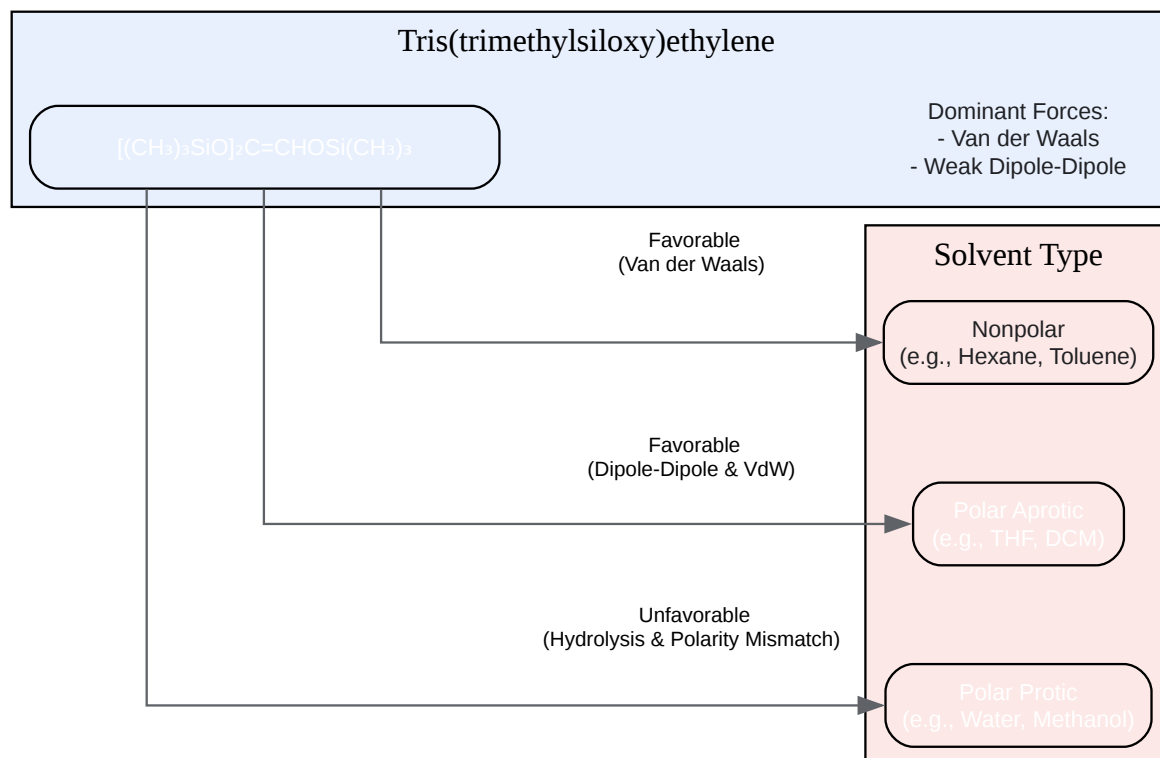 Tris(trimethylsiloxy)ethylene
[(CH₃)₃SiO]₂C=CHOSi(CH₃)₃
Dominant Forces:
- Van der Waals
- Weak Dipole-Dipole
Favorable
(Van der Waals)
Solvent Type
Nonpolar
(e.g., Hexane, Toluene)
Favorable
(Dipole-Dipole & VdW)
Polar Aprotic
(e.g., THF, DCM)
Unfavorable
(Hydrolysis & Polarity Mismatch)
Polar Protic
(e.g., Water, Methanol)